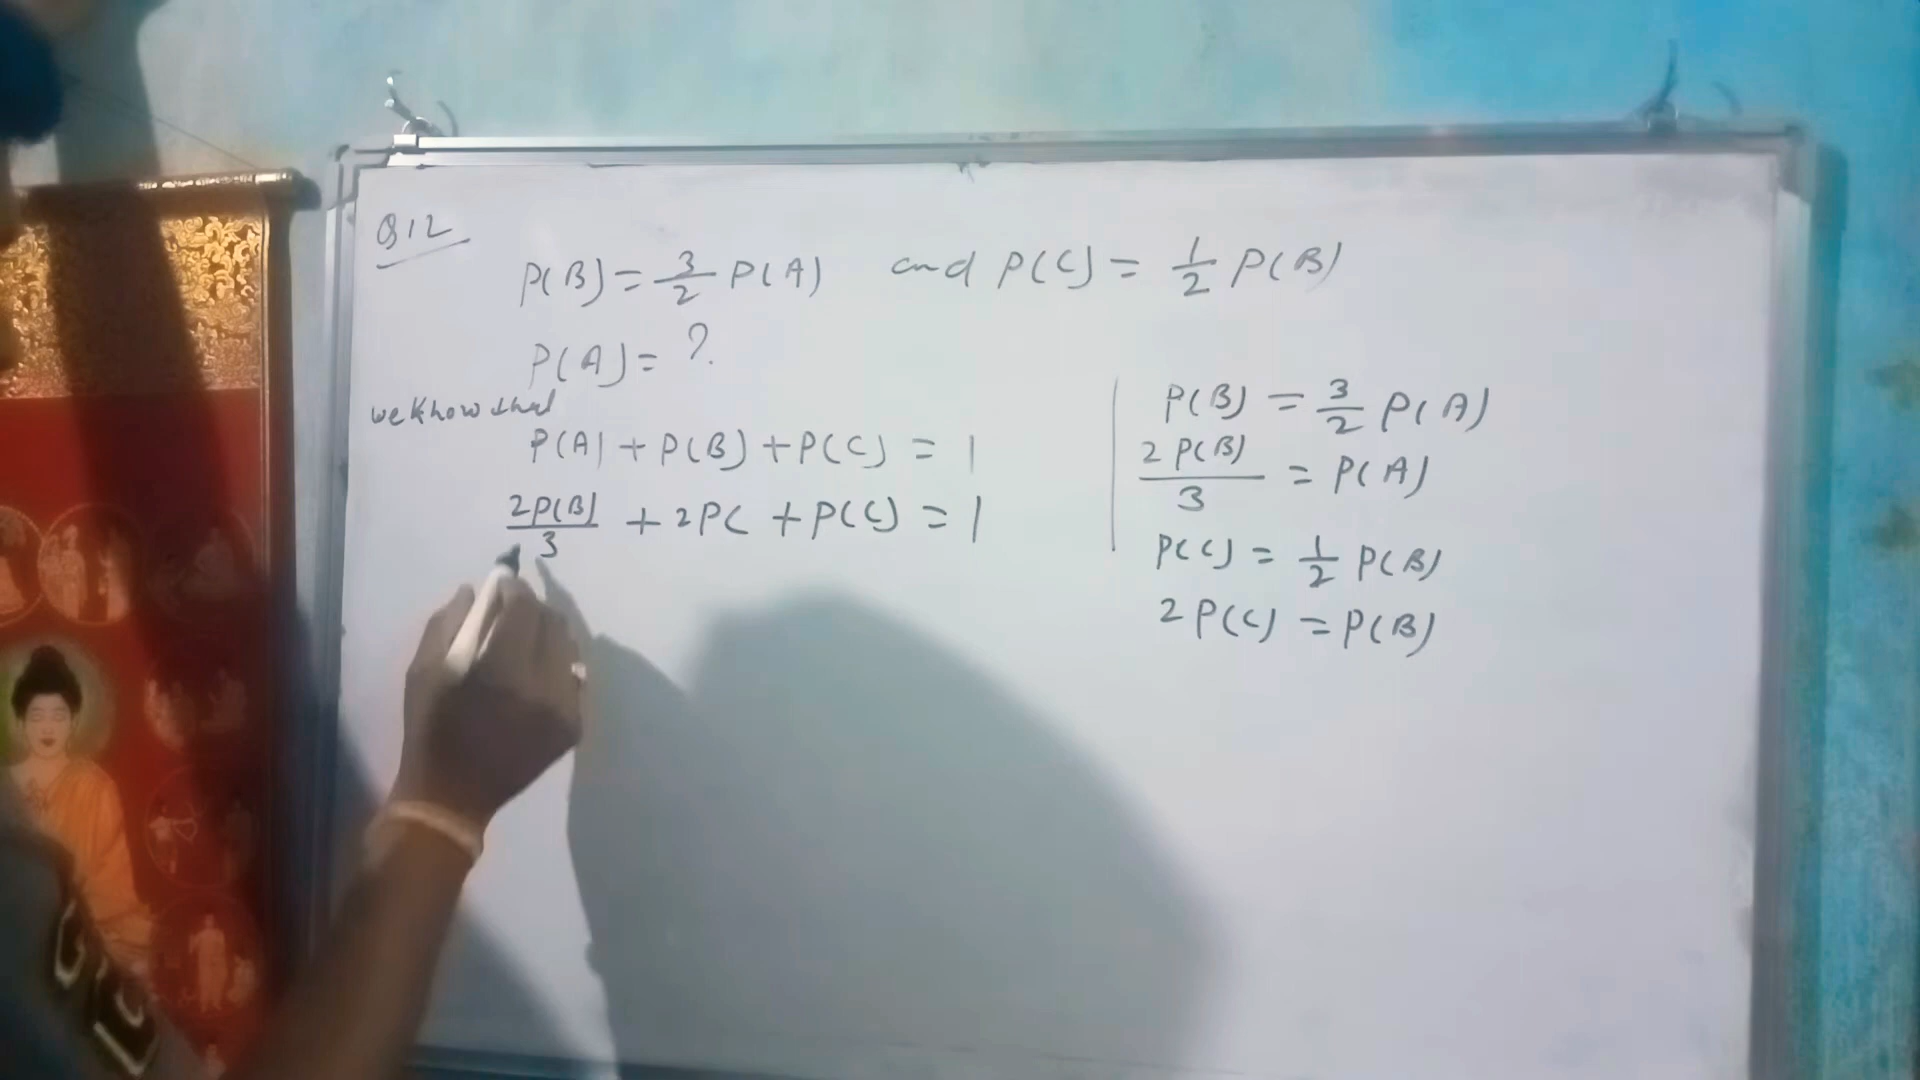 Q12
P(B) = 3/2 P(A) and P(C) = 1/2 P(B)
P(A) = ?
we know that
P(A) + P(B) + P(C) = 1
2P(B)/3 + 2PC + P(C) = 1
P(B) = 3/2 P(A)
2 P(B)/3 = P(A)
P(C) = 1/2 P(B)
2 P(C) = P(B)